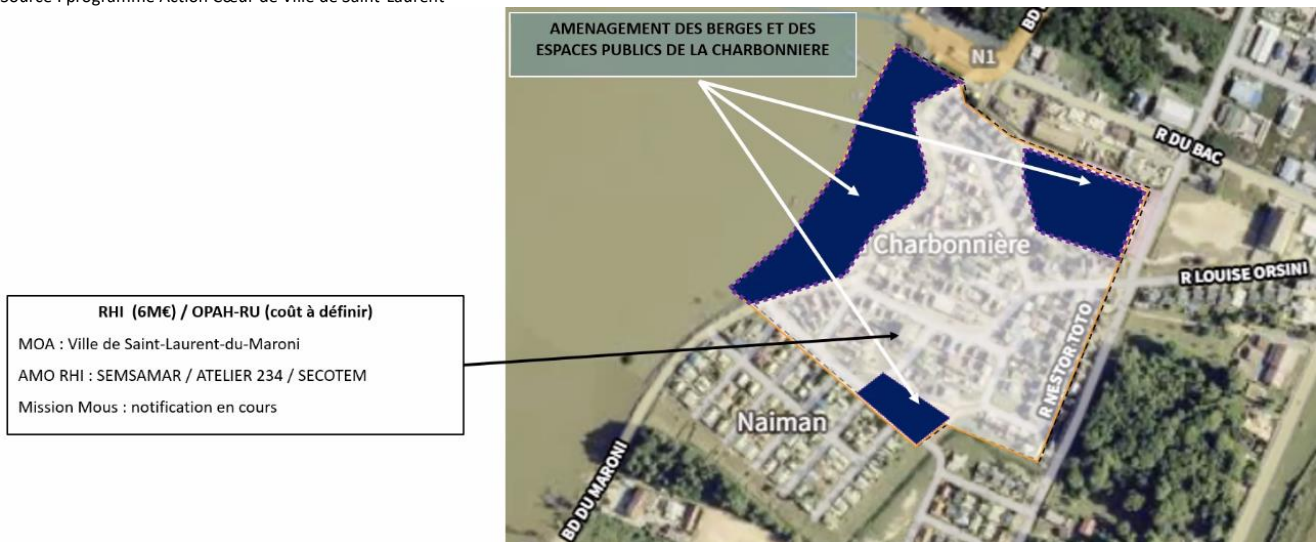 Source : programme Action Cœur de Ville de Saint-Laurent
AMENAGEMENT DES BERGES ET DES
ESPACES PUBLICS DE LA CHARBONNIERE
N1
R DU BAC
Charbonnière
R LOUISE ORSINI
RHI (6M€) / OPAH-RU (coût à définir)
MOA : Ville de Saint-Laurent-du-Maroni
AMO RHI : SEMSAMAR / ATELIER 234 / SECOTEM
Mission Mous : notification en cours
R NESTOR TOTO
Naiman
BD DU MARONI